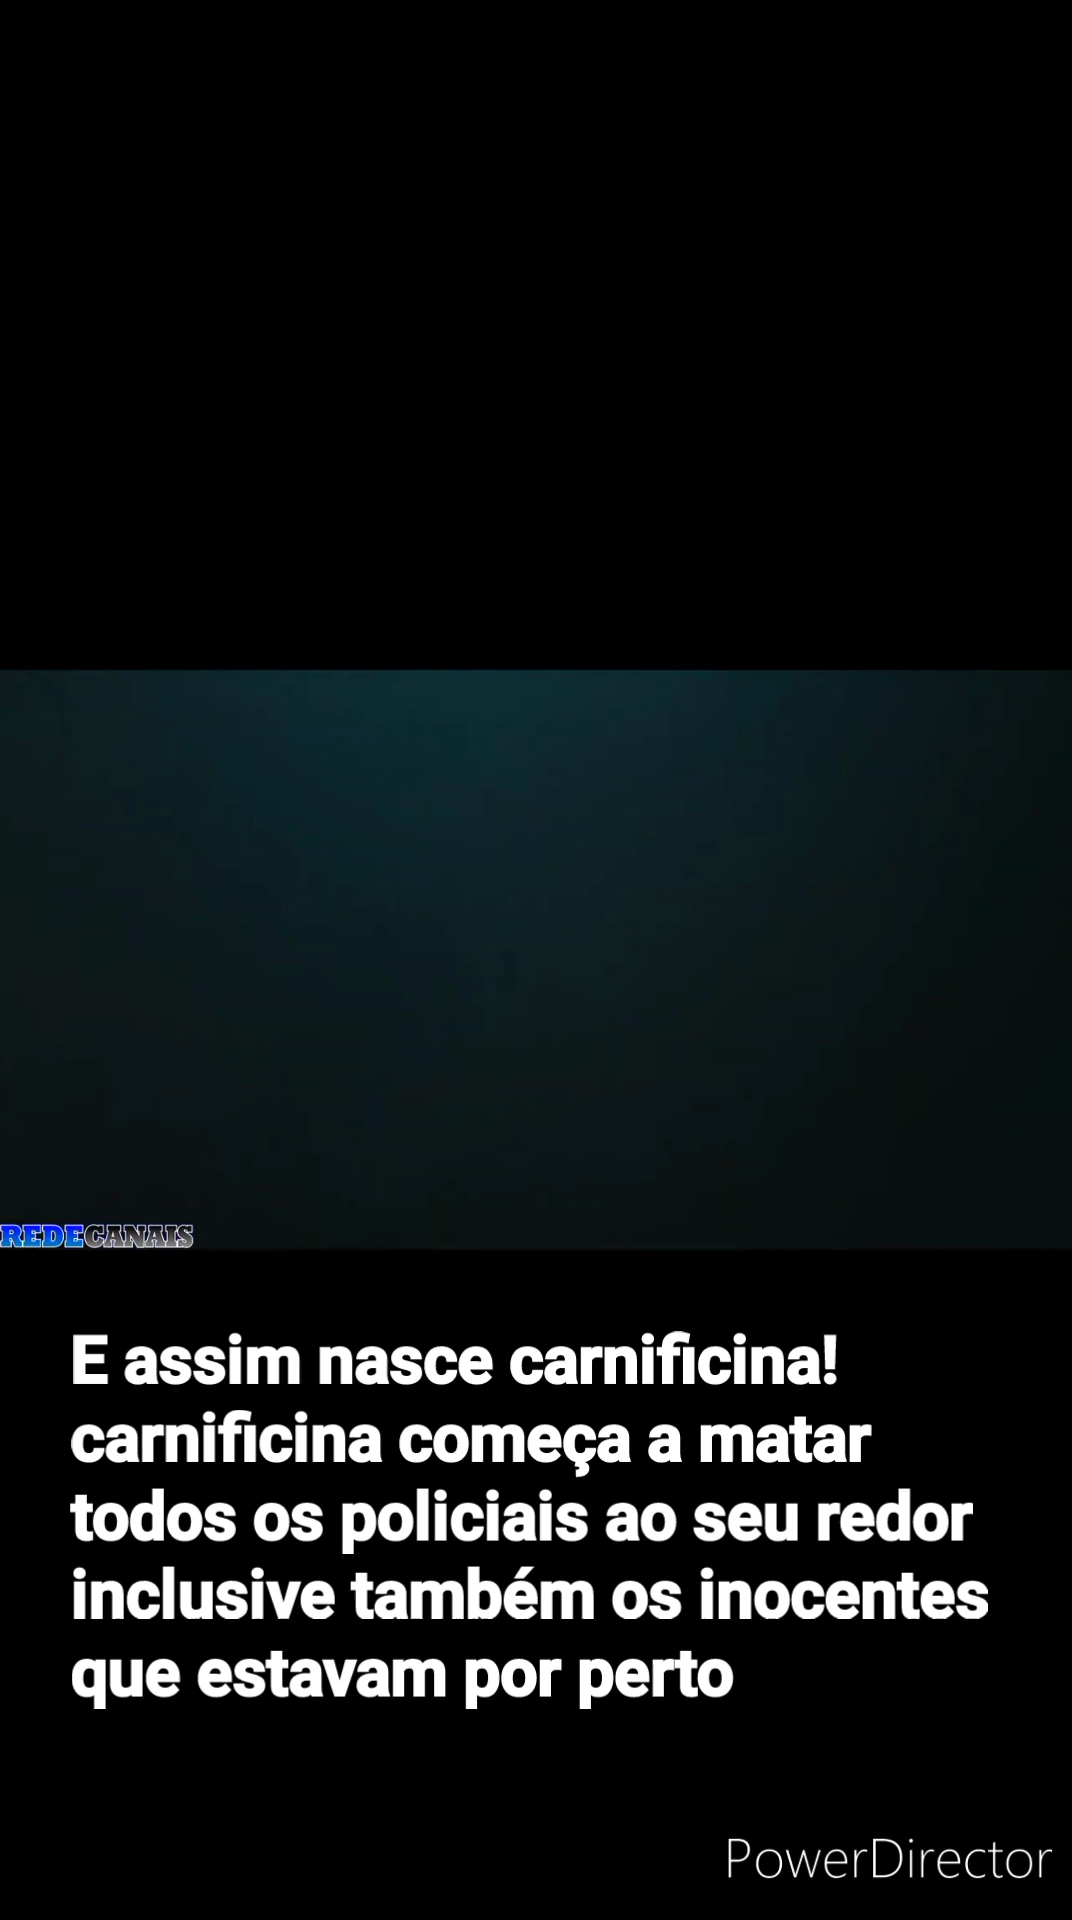 REDECANAIS
E assim nasce carnificina!
carnificina começa a matar
todos os policiais ao seu redor
inclusive também os inocentes
que estavam por perto
PowerDirector